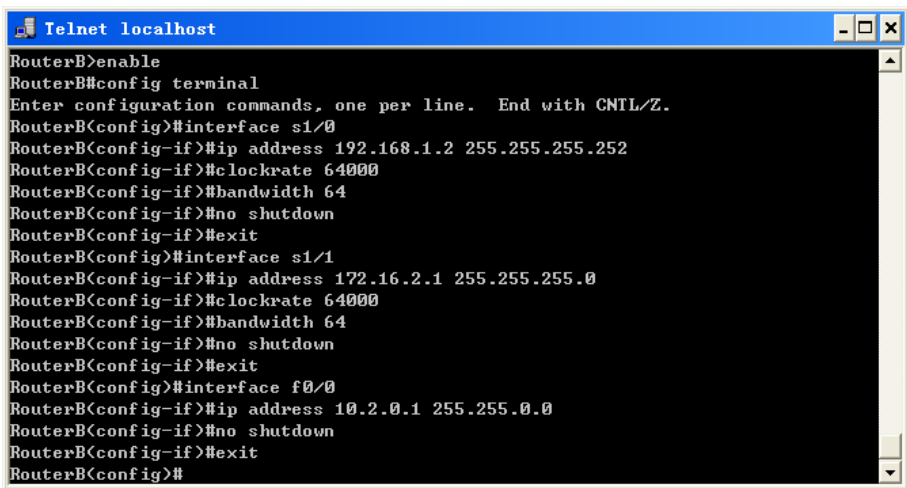 Telnet localhost
RouterB>enable
RouterB#config terminal
Enter configuration commands, one per line.  End with CNTL/Z.
RouterB(config)#interface s1/0
RouterB(config-if)#ip address 192.168.1.2 255.255.255.252
RouterB(config-if)#clockrate 64000
RouterB(config-if)#bandwidth 64
RouterB(config-if)#no shutdown
RouterB(config-if)#exit
RouterB(config)#interface s1/1
RouterB(config-if)#ip address 172.16.2.1 255.255.255.0
RouterB(config-if)#clockrate 64000
RouterB(config-if)#bandwidth 64
RouterB(config-if)#no shutdown
RouterB(config-if)#exit
RouterB(config)#interface f0/0
RouterB(config-if)#ip address 10.2.0.1 255.255.0.0
RouterB(config-if)#no shutdown
RouterB(config-if)#exit
RouterB(config)#